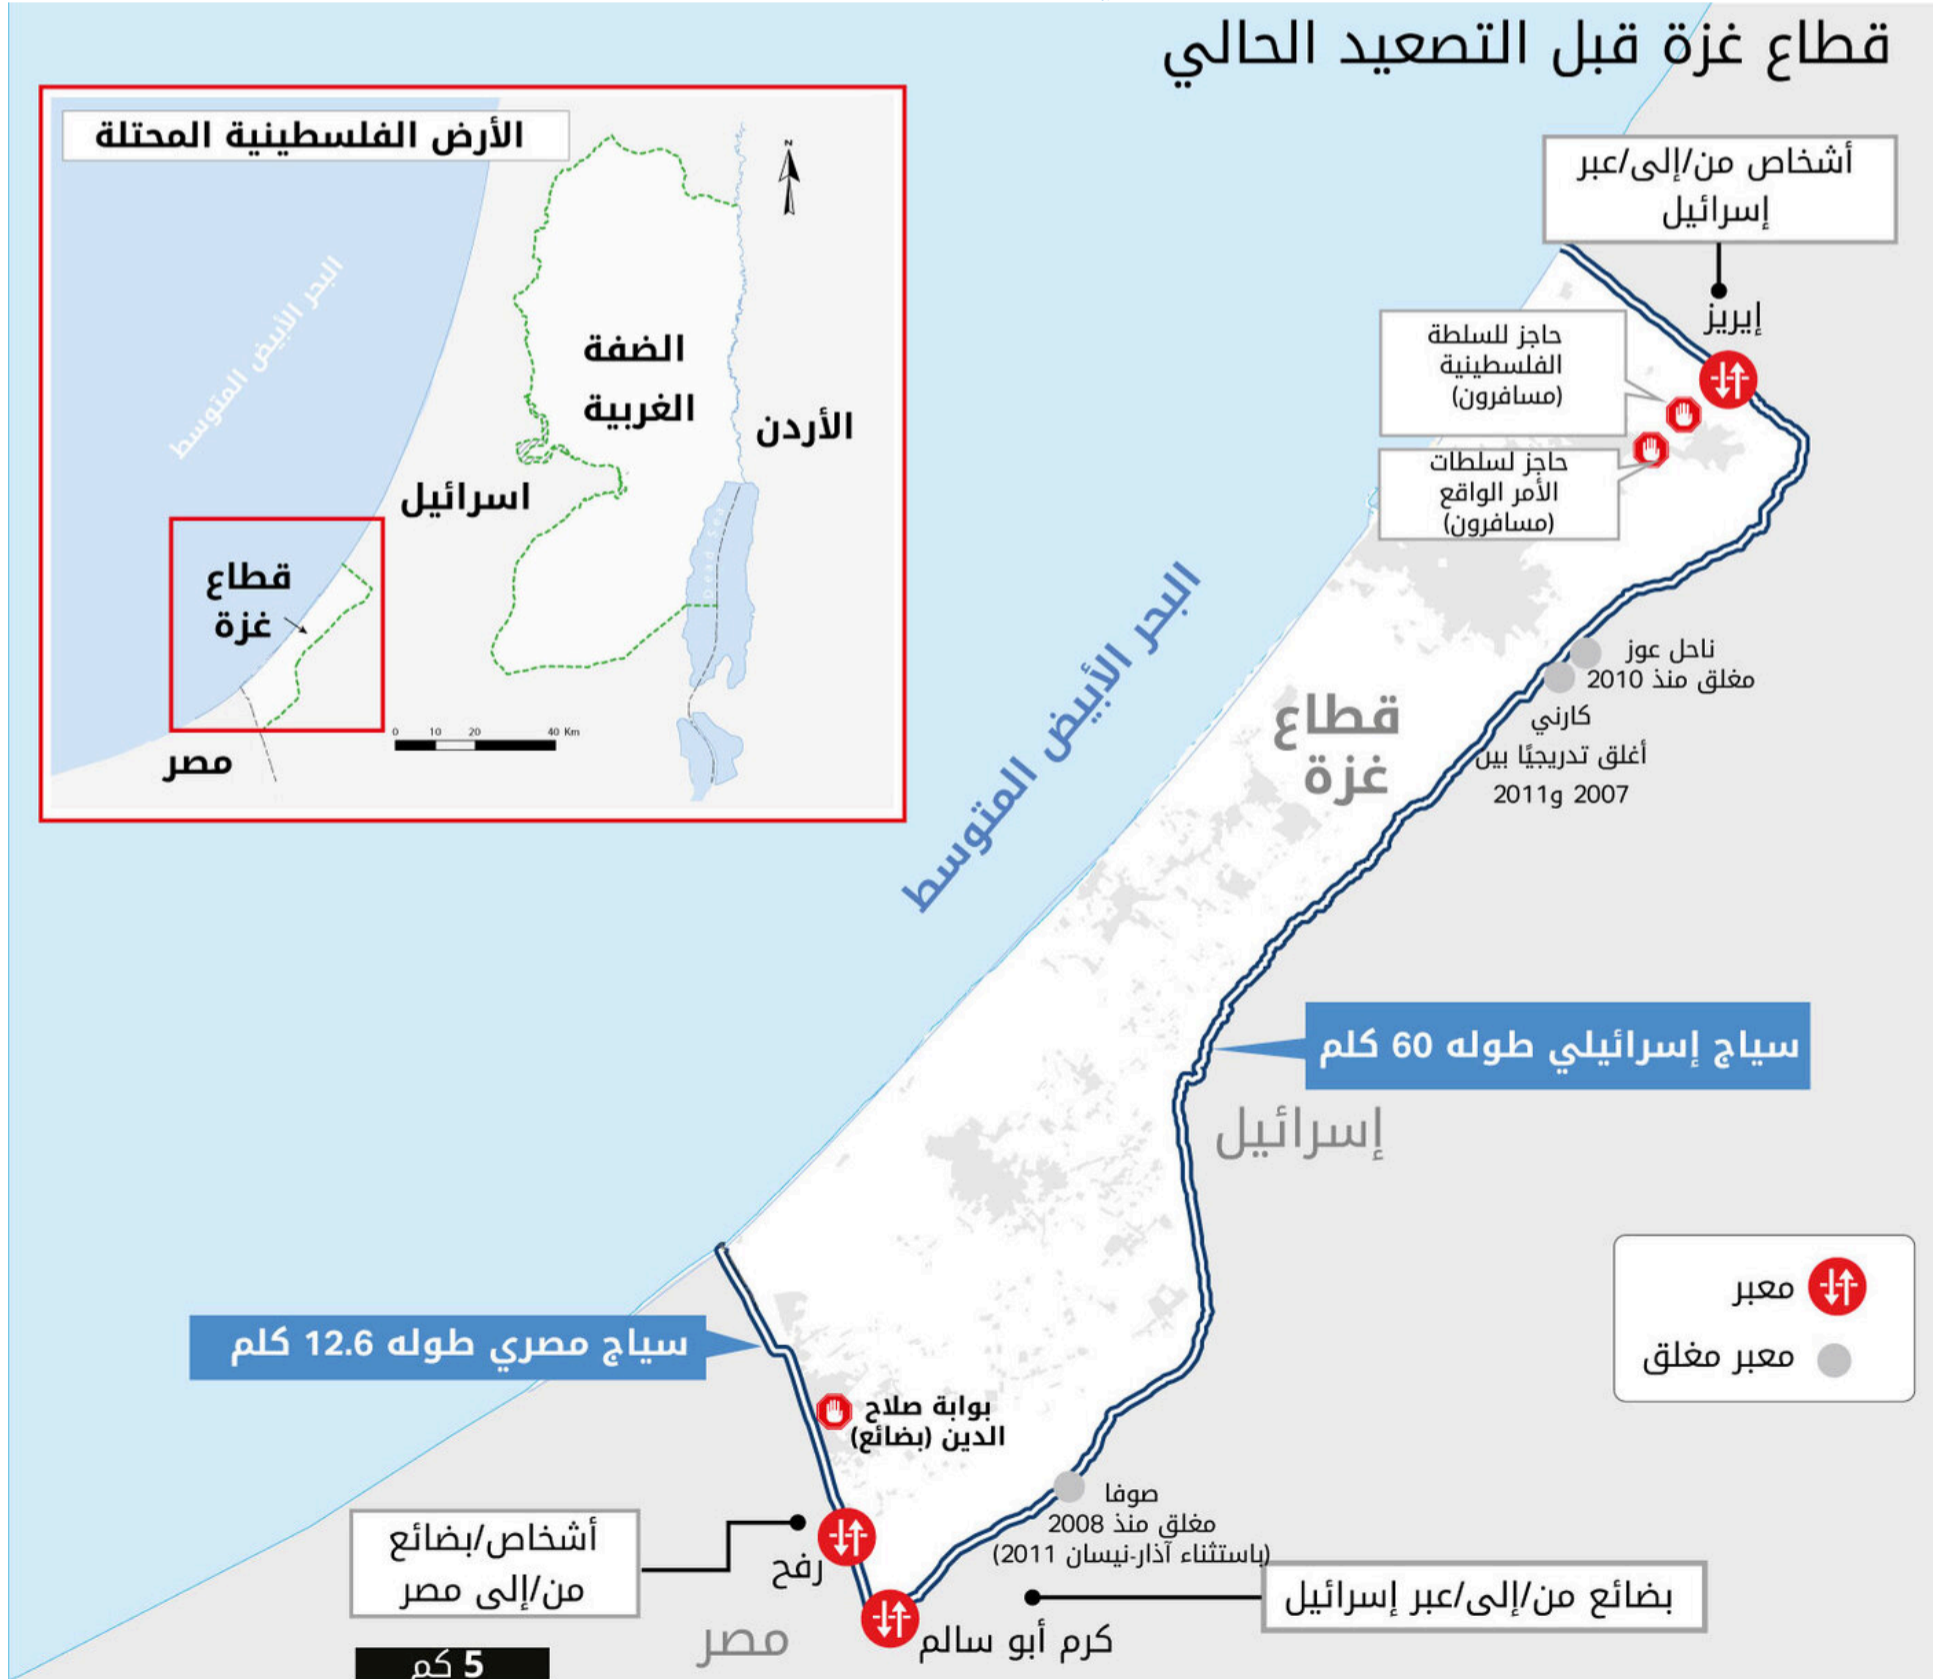 قطاع غزة قبل التصعيد الحالي
الأرض الفلسطينية المحتلة
N
البحر الأبيض المتوسط
الضفة
الغربية
الأردن
اسرائيل
Dead Sea
قطاع
غزة
مصر
0 10 20 40 Km
أشخاص من/إلى/عبر
إسرائيل
إيريز
حاجز للسلطة
الفلسطينية
(مسافرون)
حاجز لسلطات
الأمر الواقع
(مسافرون)
البحر الأبيض المتوسط
ناحل عوز
مغلق منذ 2010
كارني
أغلق تدريجيًا بين
2007 و2011
قطاع
غزة
سياج إسرائيلي طوله 60 كلم
إسرائيل
معبر
معبر مغلق
سياج مصري طوله 12.6 كلم
بوابة صلاح
الدين (بضائع)
صوفا
مغلق منذ 2008
(باستثناء آذار-نيسان 2011)
أشخاص/بضائع
من/إلى مصر
رفح
بضائع من/إلى/عبر إسرائيل
كرم أبو سالم
مصر
5 كم